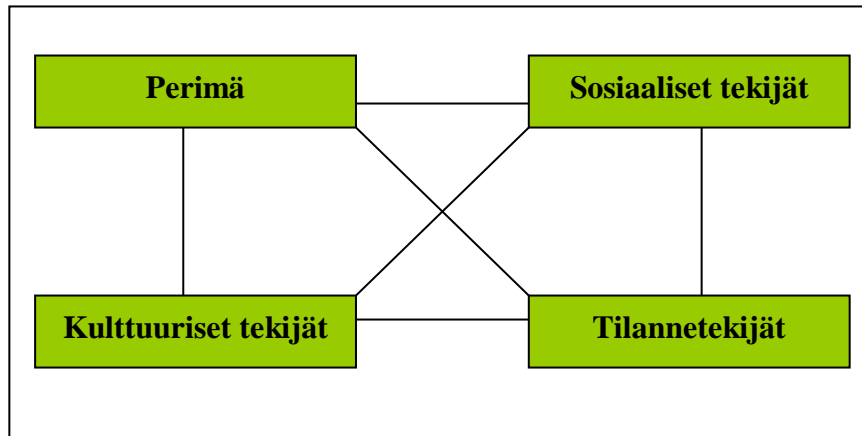 Perimä
Sosiaaliset tekijät
Kulttuuriset tekijät
Tilannetekijät